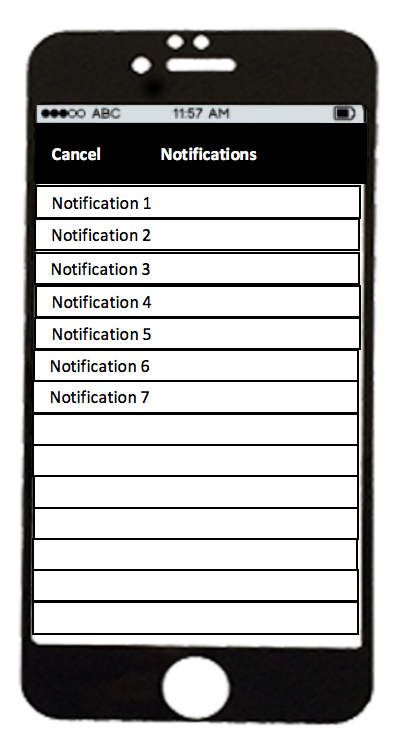 ABC 11:57 AM
Cancel Notifications
Notification 1
Notification 2
Notification 3
Notification 4
Notification 5
Notification 6
Notification 7